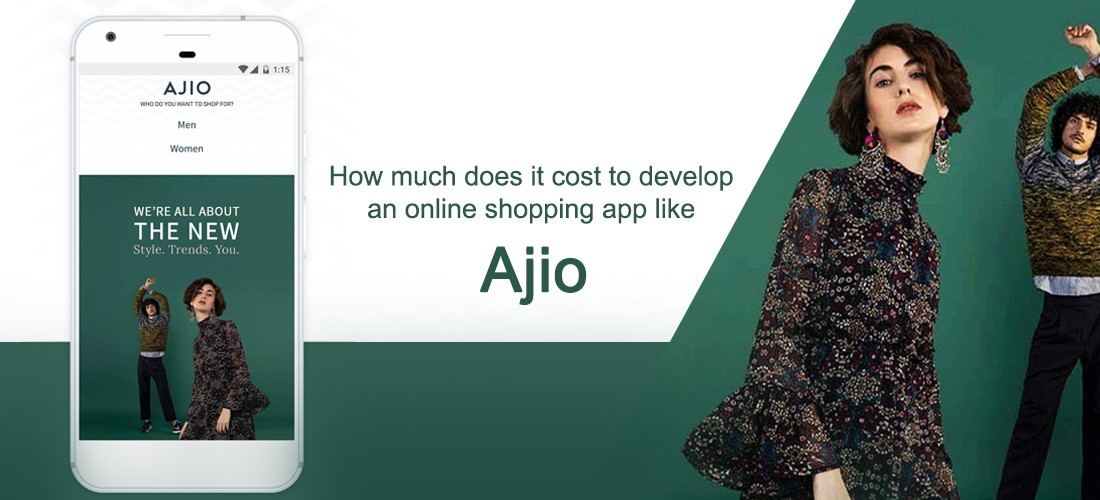 1:15
AJIO
WHO DO YOU WANT TO SHOP FOR?
Men
Women
WE'RE ALL ABOUT
THE NEW
Style. Trends. You.
How much does it cost to develop
an online shopping app like
Ajio